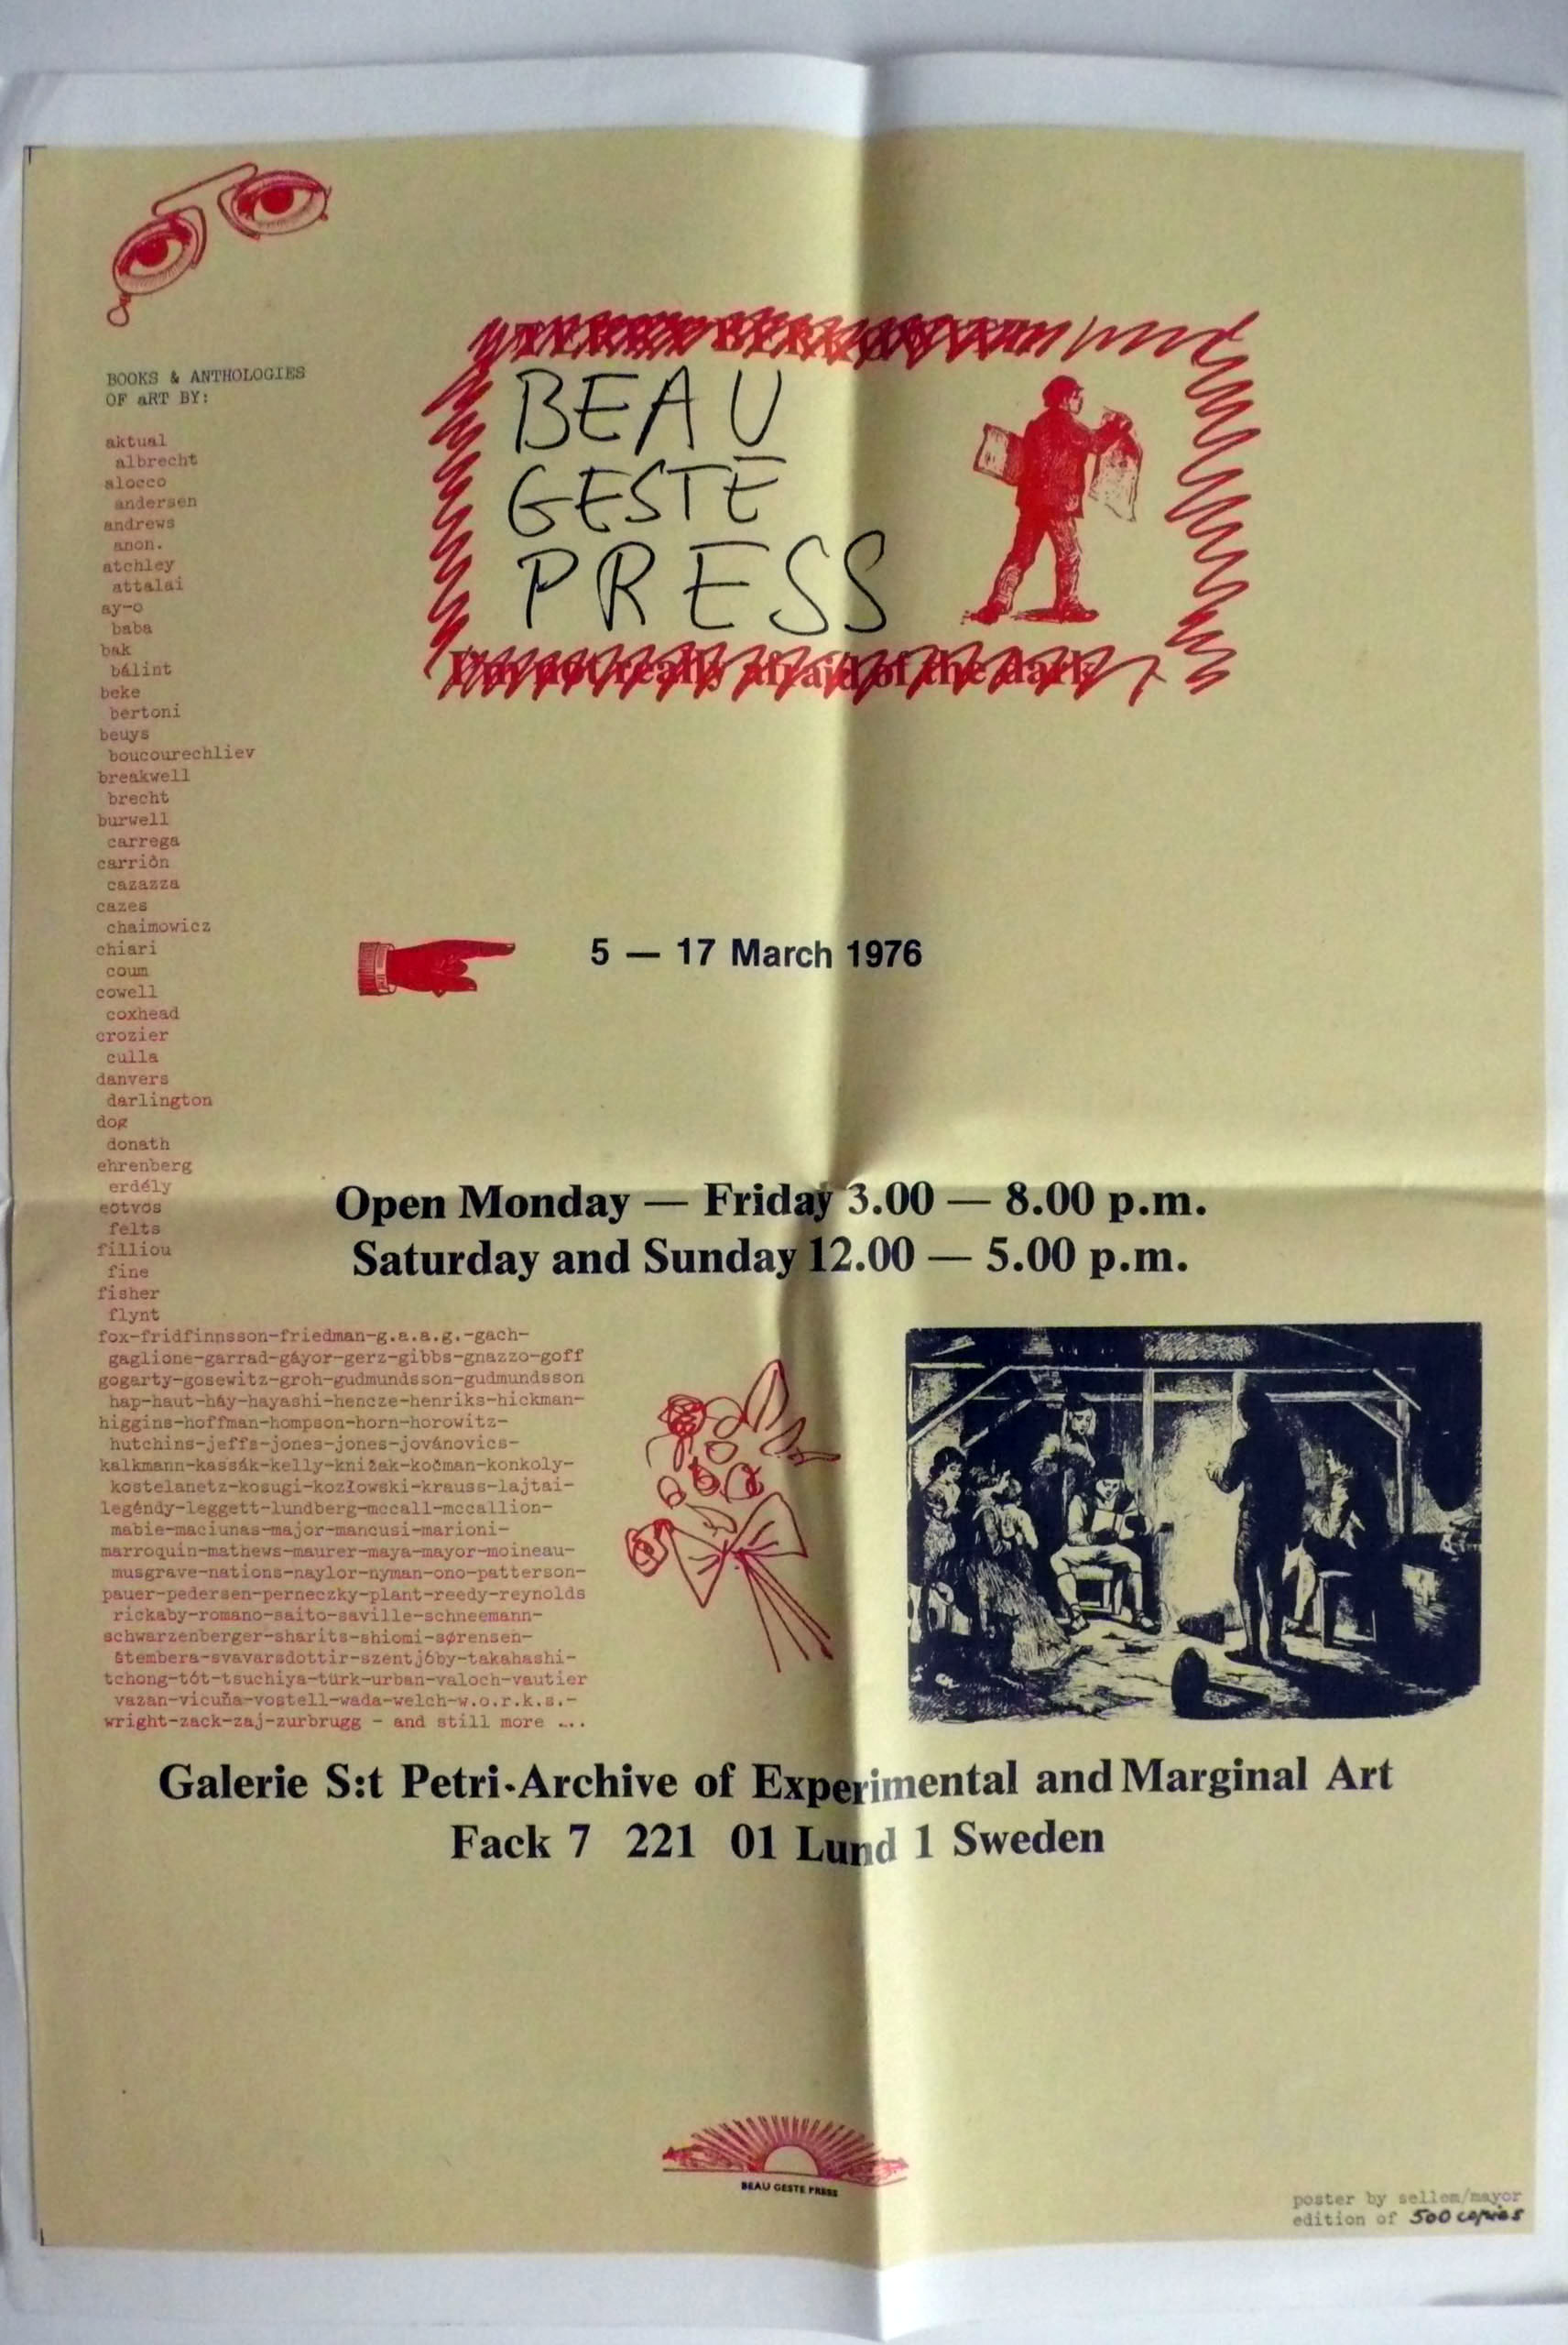 BOOKS & ANTHOLOGIES
OF aRT BY:
aktual
albrecht
alocco
andersen
andrews
anon.
atchley
attalai
ay-o
baba
bak
bálint
beke
bertoni
beuys
boucourechliev
breakwell
brecht
burwell
carrega
carrión
cazazza
cazes
chaimowicz
chiari
coum
cowell
coxhead
crozier
culla
danvers
darlington
dog
donath
ehrenberg
erdély
eotvos
felts
filliou
fine
fisher
flynt
fox-fridfinnsson-friedman-g.a.a.g.-gach-
gaglione-garrad-gáyor-gerz-gibbs-gnazzo-goff
gogarty-gosewitz-groh-gudmundsson-gudmundsson
hap-haut-háy-hayashi-hencze-henriks-hickman-
higgins-hoffman-hompson-horn-horowitz-
hutchins-jeffs-jones-jones-jovánovics-
kalkmann-kassák-kelly-knižak-kočman-konkoly-
kostelanetz-kosugi-kozłowski-krauss-lajtai-
legéndy-leggett-lundberg-mccall-mccallion-
mabie-maciunas-major-mancusi-marioni-
marroquin-mathews-maurer-maya-mayor-moineau-
musgrave-nations-naylor-nyman-ono-patterson-
pauer-pedersen-perneczky-plant-reedy-reynolds
rickaby-romano-saito-saville-schneemann-
schwarzenberger-sharits-shiomi-sørensen-
štembera-svavarsdottir-szentjóby-takahashi-
tchong-tót-tsuchiya-türk-urban-valoch-vautier
vazan-vicuña-vostell-wada-welch-w.o.r.k.s.-
wright-zack-zaj-zurbrugg - and still more ...
BEAU
GESTE
PRESS
I'm not really afraid of the dark
5 — 17 March 1976
Open Monday — Friday 3.00 — 8.00 p.m.
Saturday and Sunday 12.00 — 5.00 p.m.
Galerie S:t Petri-Archive of Experimental and Marginal Art
Fack 7 221 01 Lund 1 Sweden
BEAU GESTE PRESS
poster by sellem/mayor
edition of 500 copies